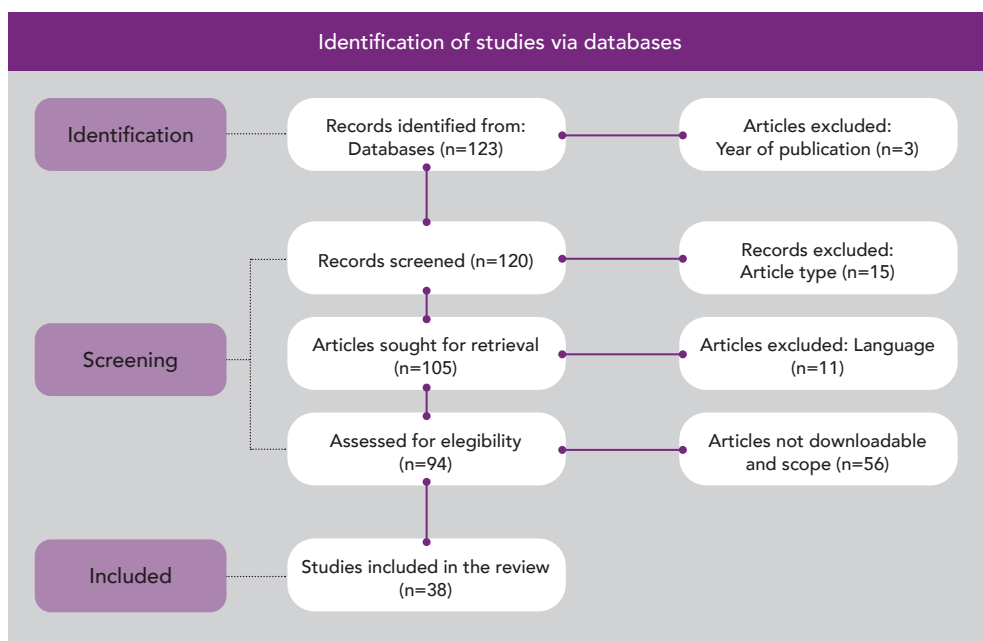 Identification of studies via databases
Identification
Records identified from:
Databases (n=123)
Articles excluded:
Year of publication (n=3)
Screening
Records screened (n=120)
Records excluded:
Article type (n=15)
Articles sought for retrieval
(n=105)
Articles excluded: Language
(n=11)
Assessed for elegibility
(n=94)
Articles not downloadable
and scope (n=56)
Included
Studies included in the review
(n=38)